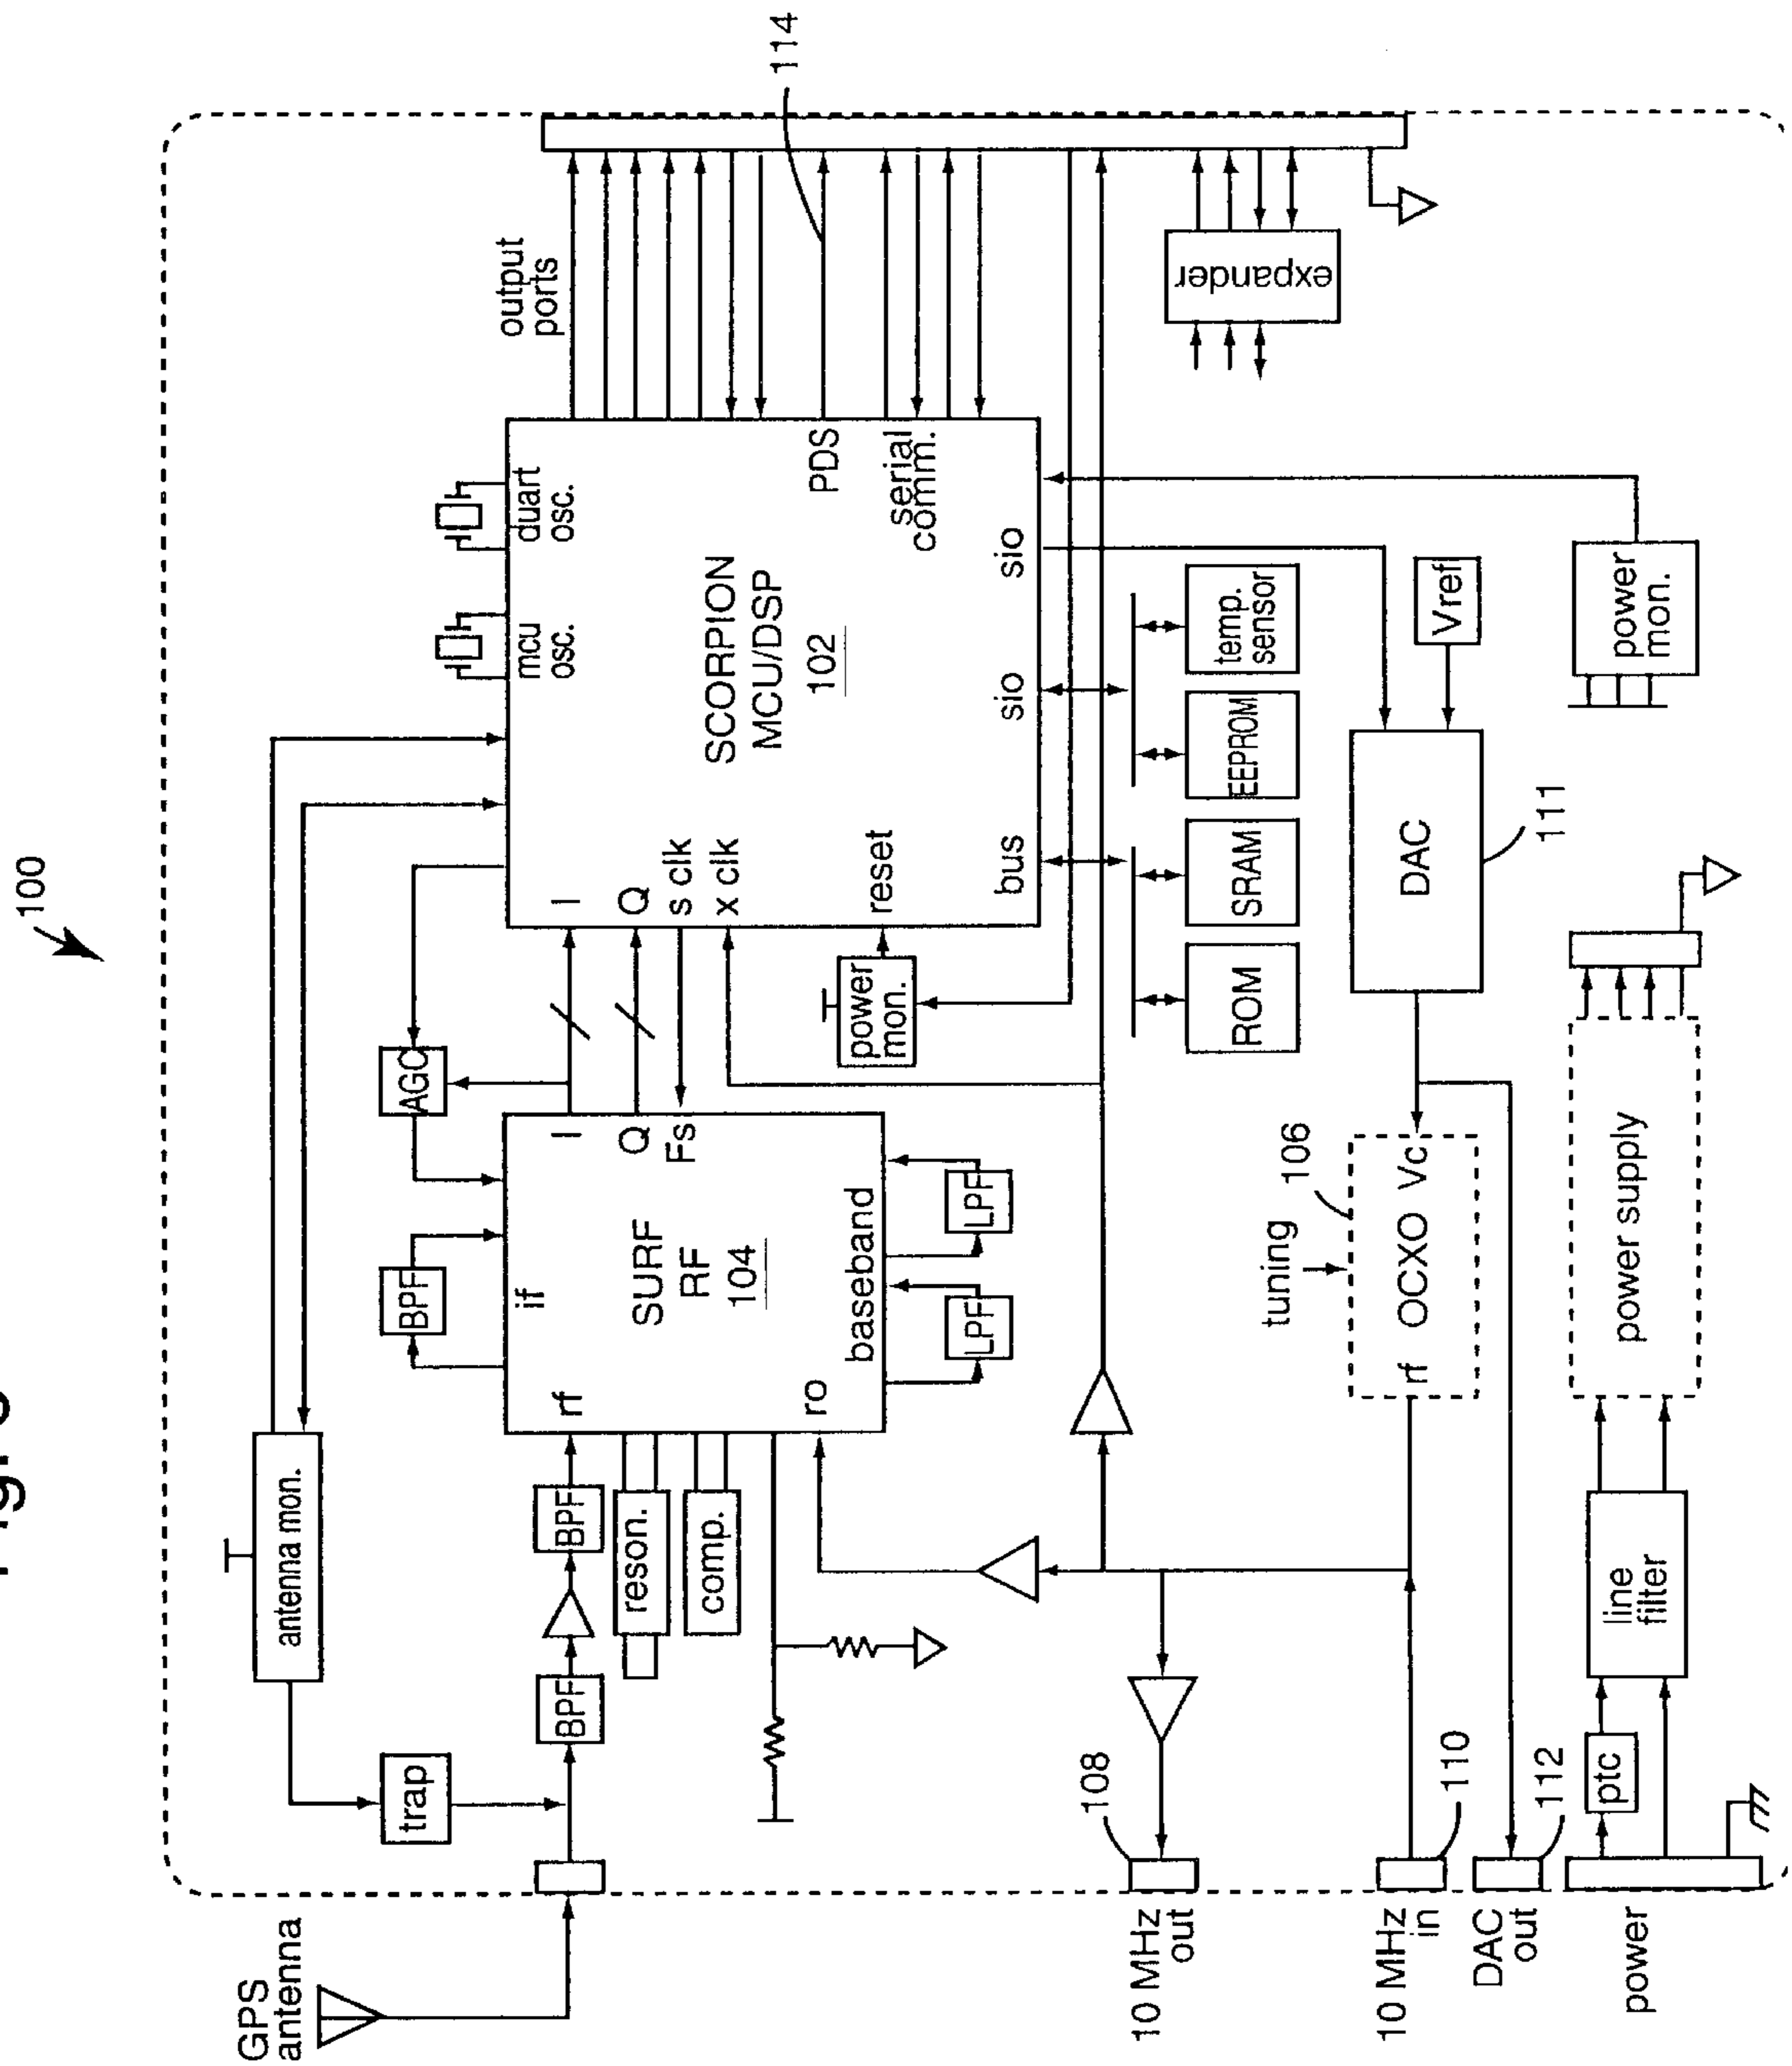 100
GPS
antenna
antenna mon.
trap
BPF
BPF
reson.
comp.
BPF
AGC
rf
if
I
Q
Fs
SURF
RF
104
ro
baseband
LPF
LPF
I
Q
s clk
x clk
reset
mcu
osc.
duart
osc.
SCORPION
MCU/DSP
102
PDS
serial
comm.
bus
sio
sio
output
ports
114
power
mon.
ROM
SRAM
EEPROM
temp.
sensor
expander
10 MHz
out
108
10 MHz
in
110
DAC
out
112
tuning
106
rf OCXO Vc
DAC
111
Vref
power
mon.
power
ptc
line
filter
power supply